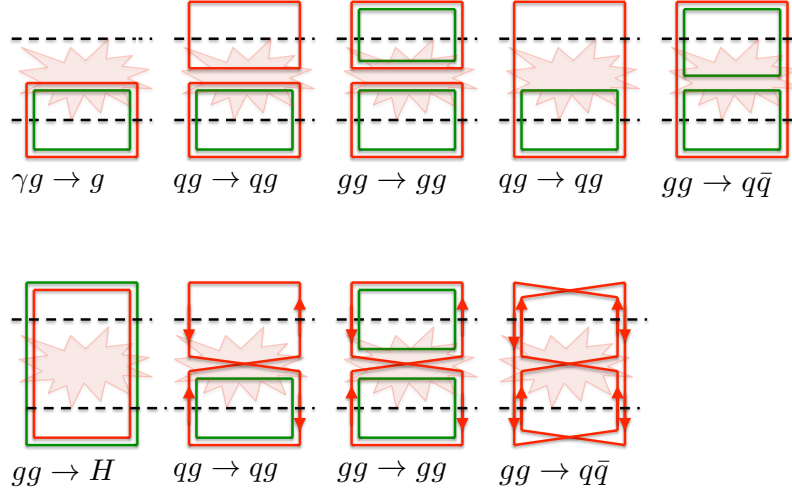 γg → g
qg → qg
gg → gg
qg → qg
gg → qq̄
gg → H
qg → qg
gg → gg
gg → qq̄